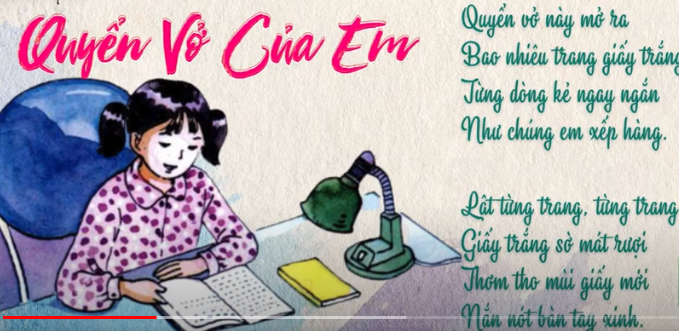 Quyển Vở Của Em
Quyển vở này mở ra
Bao nhiêu trang giấy trắng
Từng dòng kẻ ngay ngắn
Như chúng em xếp hàng.
Lật từng trang, từng trang
Giấy trắng sờ mát rượi
Thơm tho mùi giấy mới
Nắn nót bàn tay xinh.